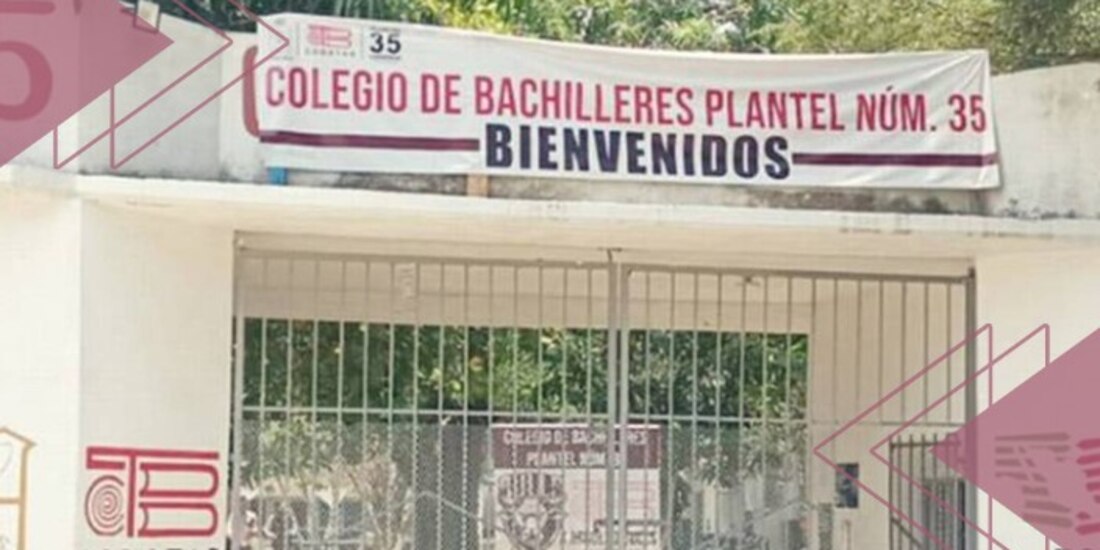 35
COLEGIO DE BACHILLERES PLANTEL NÚM. 35
BIENVENIDOS
COLEGIO DE BACHILLERES
PLANTEL NÚM.